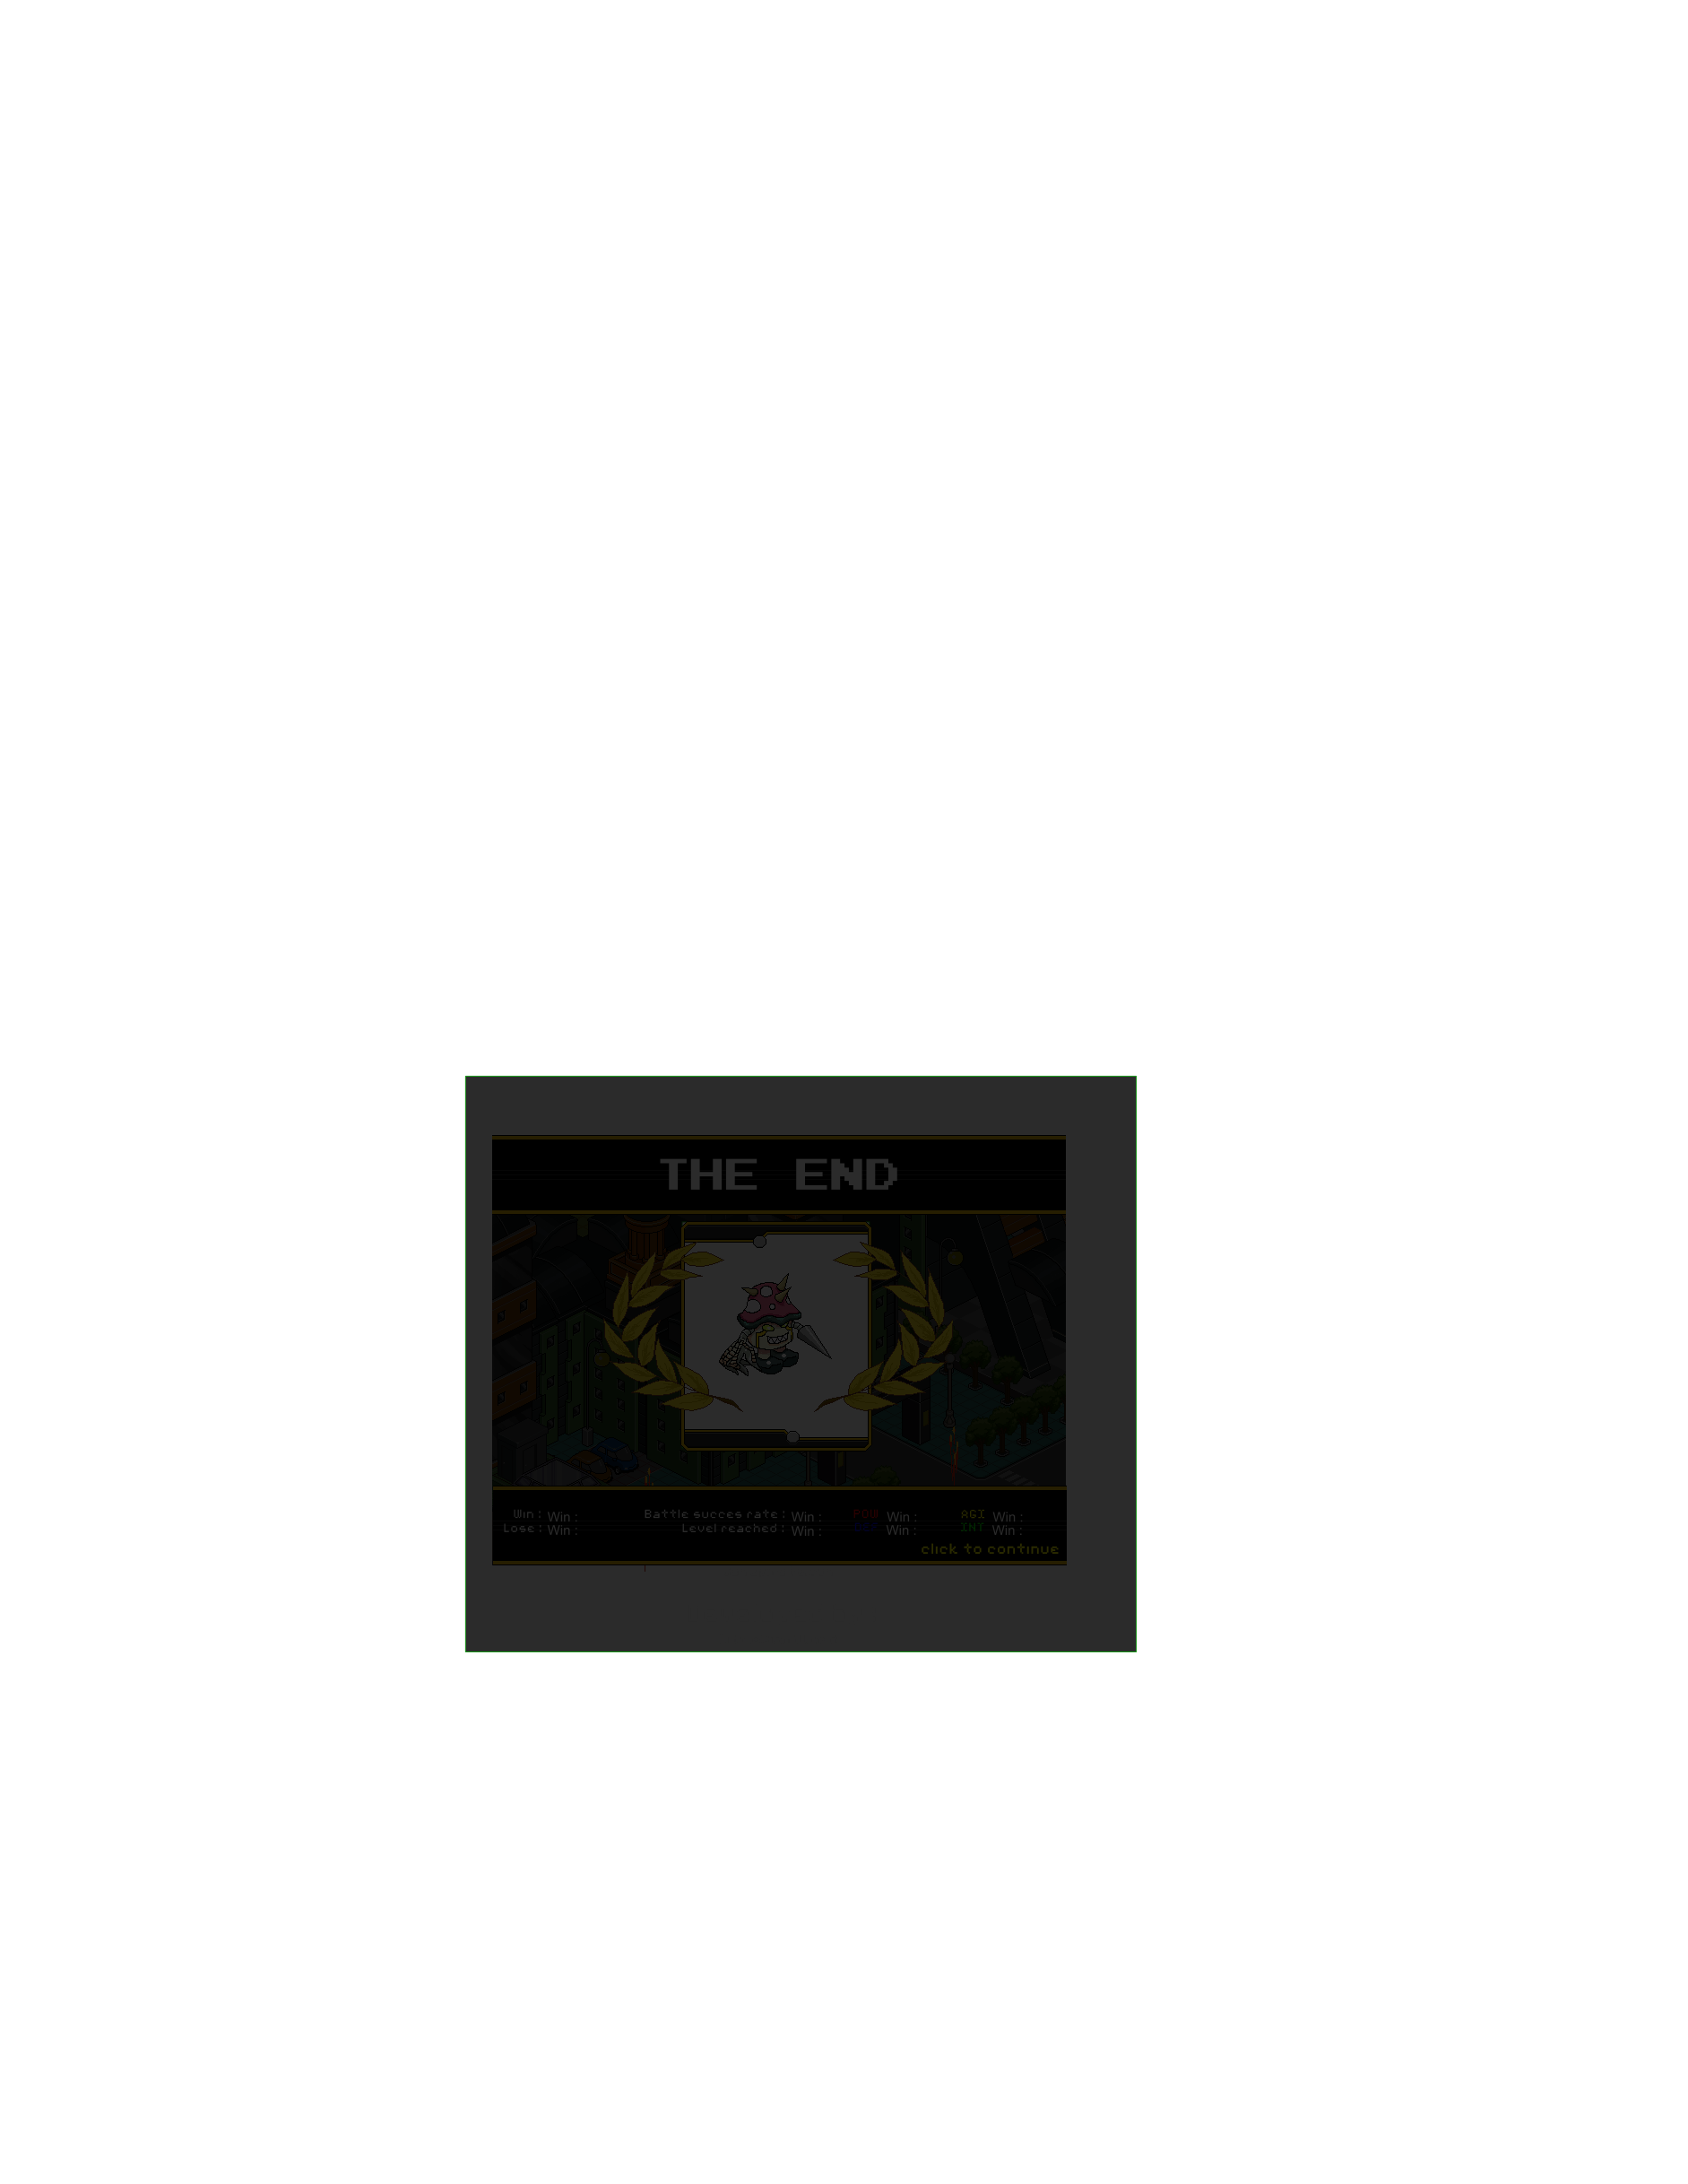 THE END
Win : Win : Battle succes rate : Win : POW Win : AGI Win :
Lose : Win : Level reached : Win : Win : INT Win :
click to continue